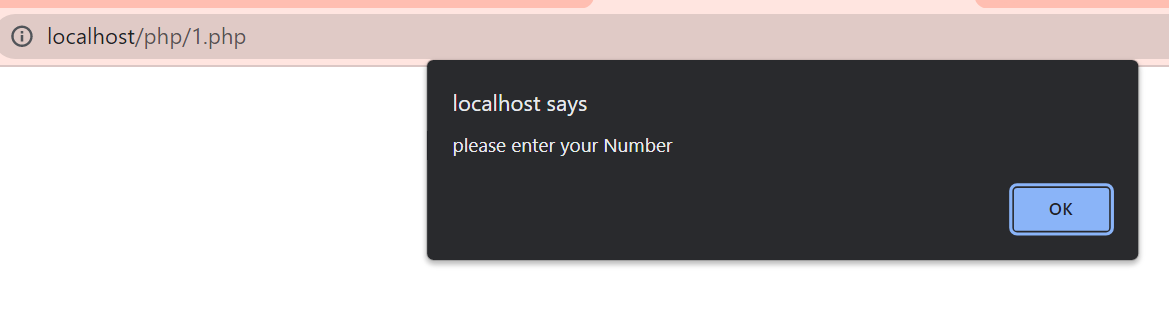 localhost/php/1.php
localhost says
please enter your Number
OK